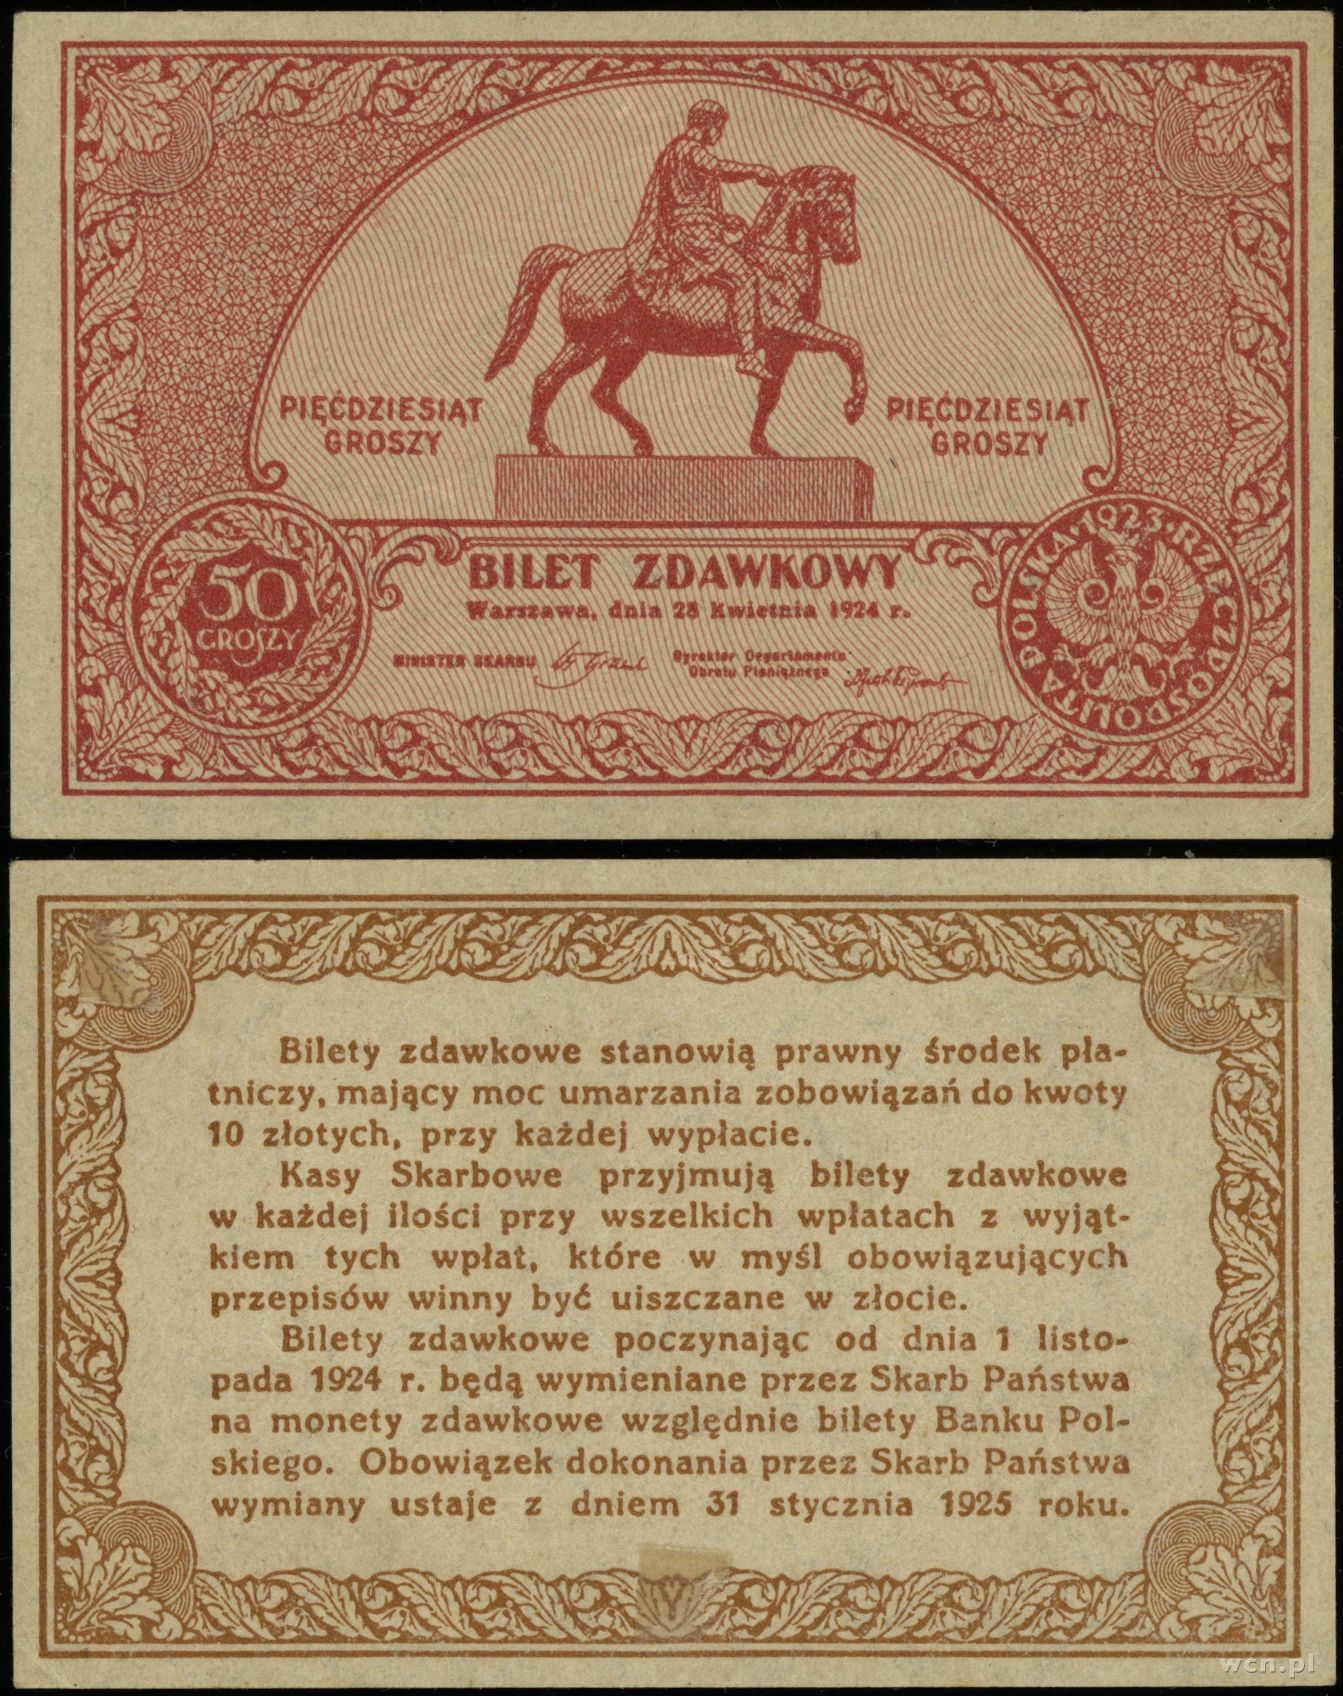 PIĘĆDZIESIĄT
GROSZY
PIĘĆDZIESIĄT
GROSZY
50
GROSZY
BILET ZDAWKOWY
Warszawa, dnia 28 Kwietnia 1924 r.
MINISTER SKARBU
Dyrektor Departamentu
Obrotu Pieniężnego
POLSKA·1923·RZECZPOSPOLITA
Bilety zdawkowe stanowią prawny środek pła-
tniczy, mający moc umarzania zobowiązań do kwoty
10 złotych, przy każdej wypłacie.
Kasy Skarbowe przyjmują bilety zdawkowe
w każdej ilości przy wszelkich wpłatach z wyjąt-
kiem tych wpłat, które w myśl obowiązujących
przepisów winny być uiszczane w złocie.
Bilety zdawkowe poczynając od dnia 1 listo-
pada 1924 r. będą wymieniane przez Skarb Państwa
na monety zdawkowe względnie bilety Banku Pol-
skiego. Obowiązek dokonania przez Skarb Państwa
wymiany ustaje z dniem 31 stycznia 1925 roku.
wcn.pl